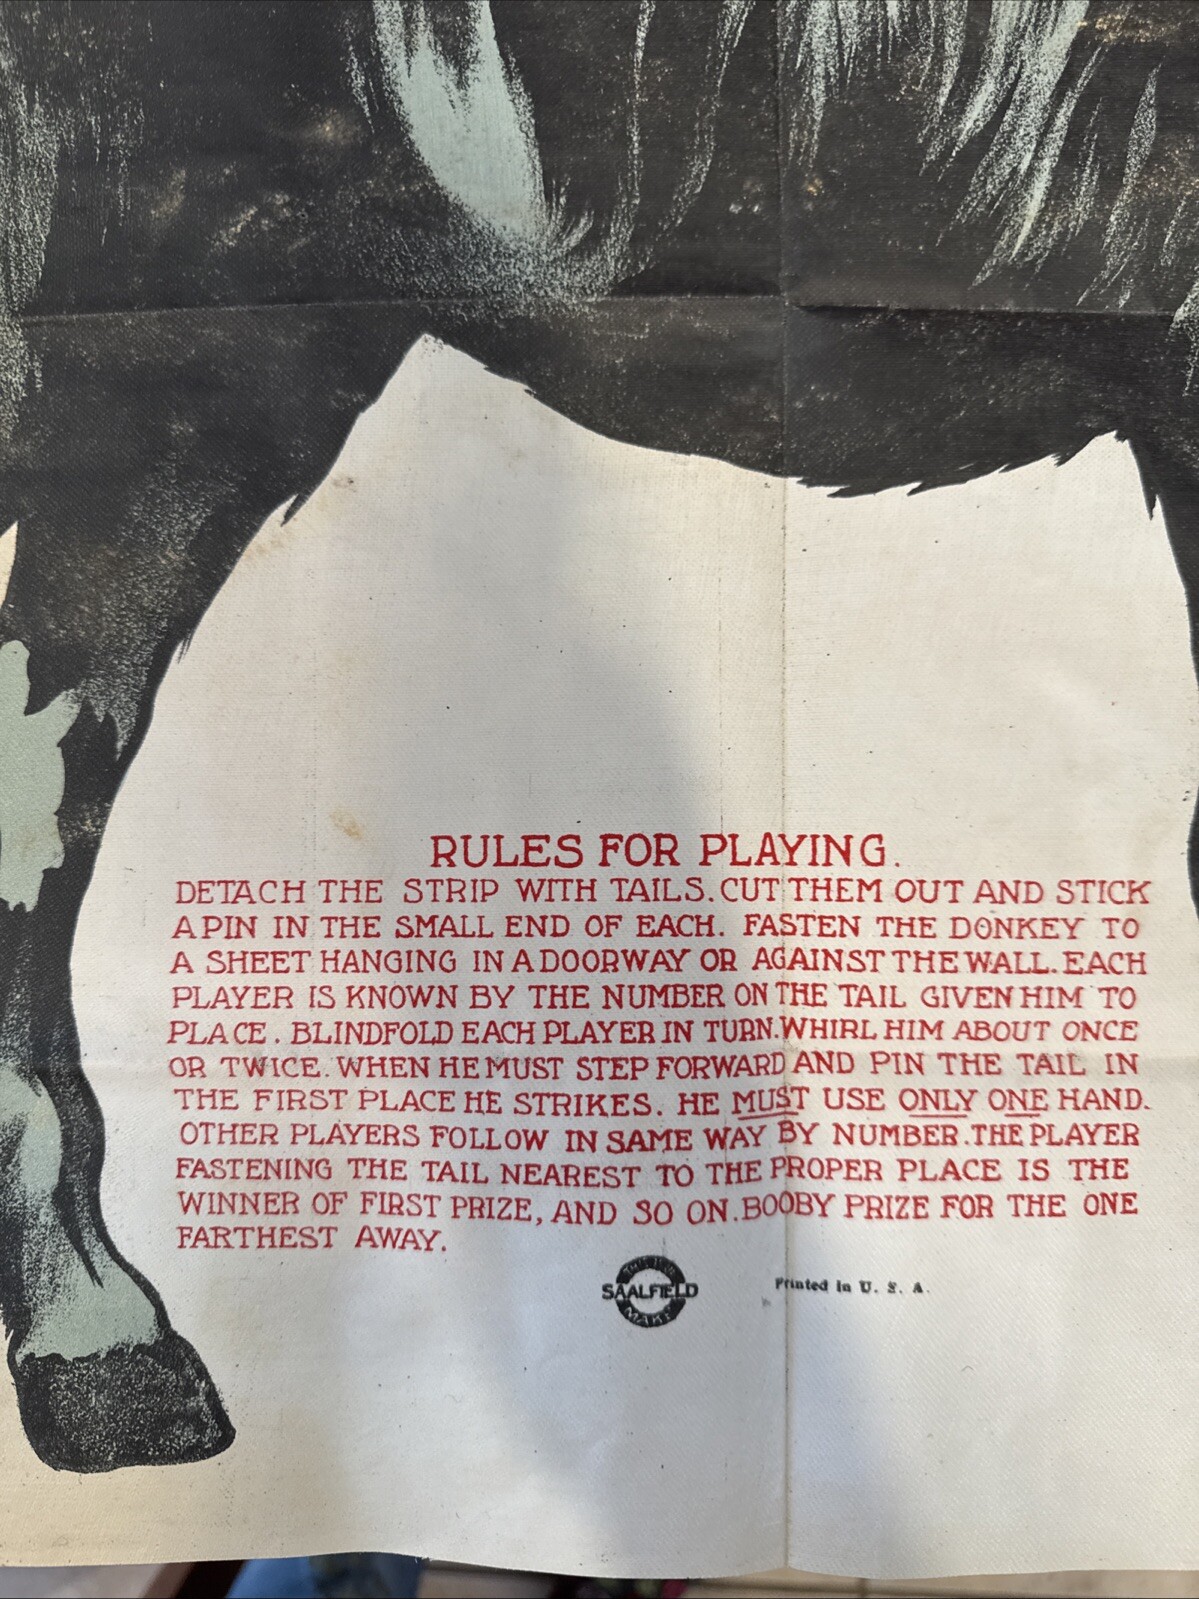 RULES FOR PLAYING.
DETACH THE STRIP WITH TAILS. CUT THEM OUT AND STICK
A PIN IN THE SMALL END OF EACH. FASTEN THE DONKEY TO
A SHEET HANGING IN A DOORWAY OR AGAINST THE WALL. EACH
PLAYER IS KNOWN BY THE NUMBER ON THE TAIL GIVEN HIM TO
PLACE. BLINDFOLD EACH PLAYER IN TURN. WHIRL HIM ABOUT ONCE
OR TWICE. WHEN HE MUST STEP FORWARD AND PIN THE TAIL IN
THE FIRST PLACE HE STRIKES. HE MUST USE ONLY ONE HAND.
OTHER PLAYERS FOLLOW IN SAME WAY BY NUMBER. THE PLAYER
FASTENING THE TAIL NEAREST TO THE PROPER PLACE IS THE
WINNER OF FIRST PRIZE, AND SO ON. BOOBY PRIZE FOR THE ONE
FARTHEST AWAY.
THIS IS A
SAALFIELD
MAKE
Printed in U. S. A.